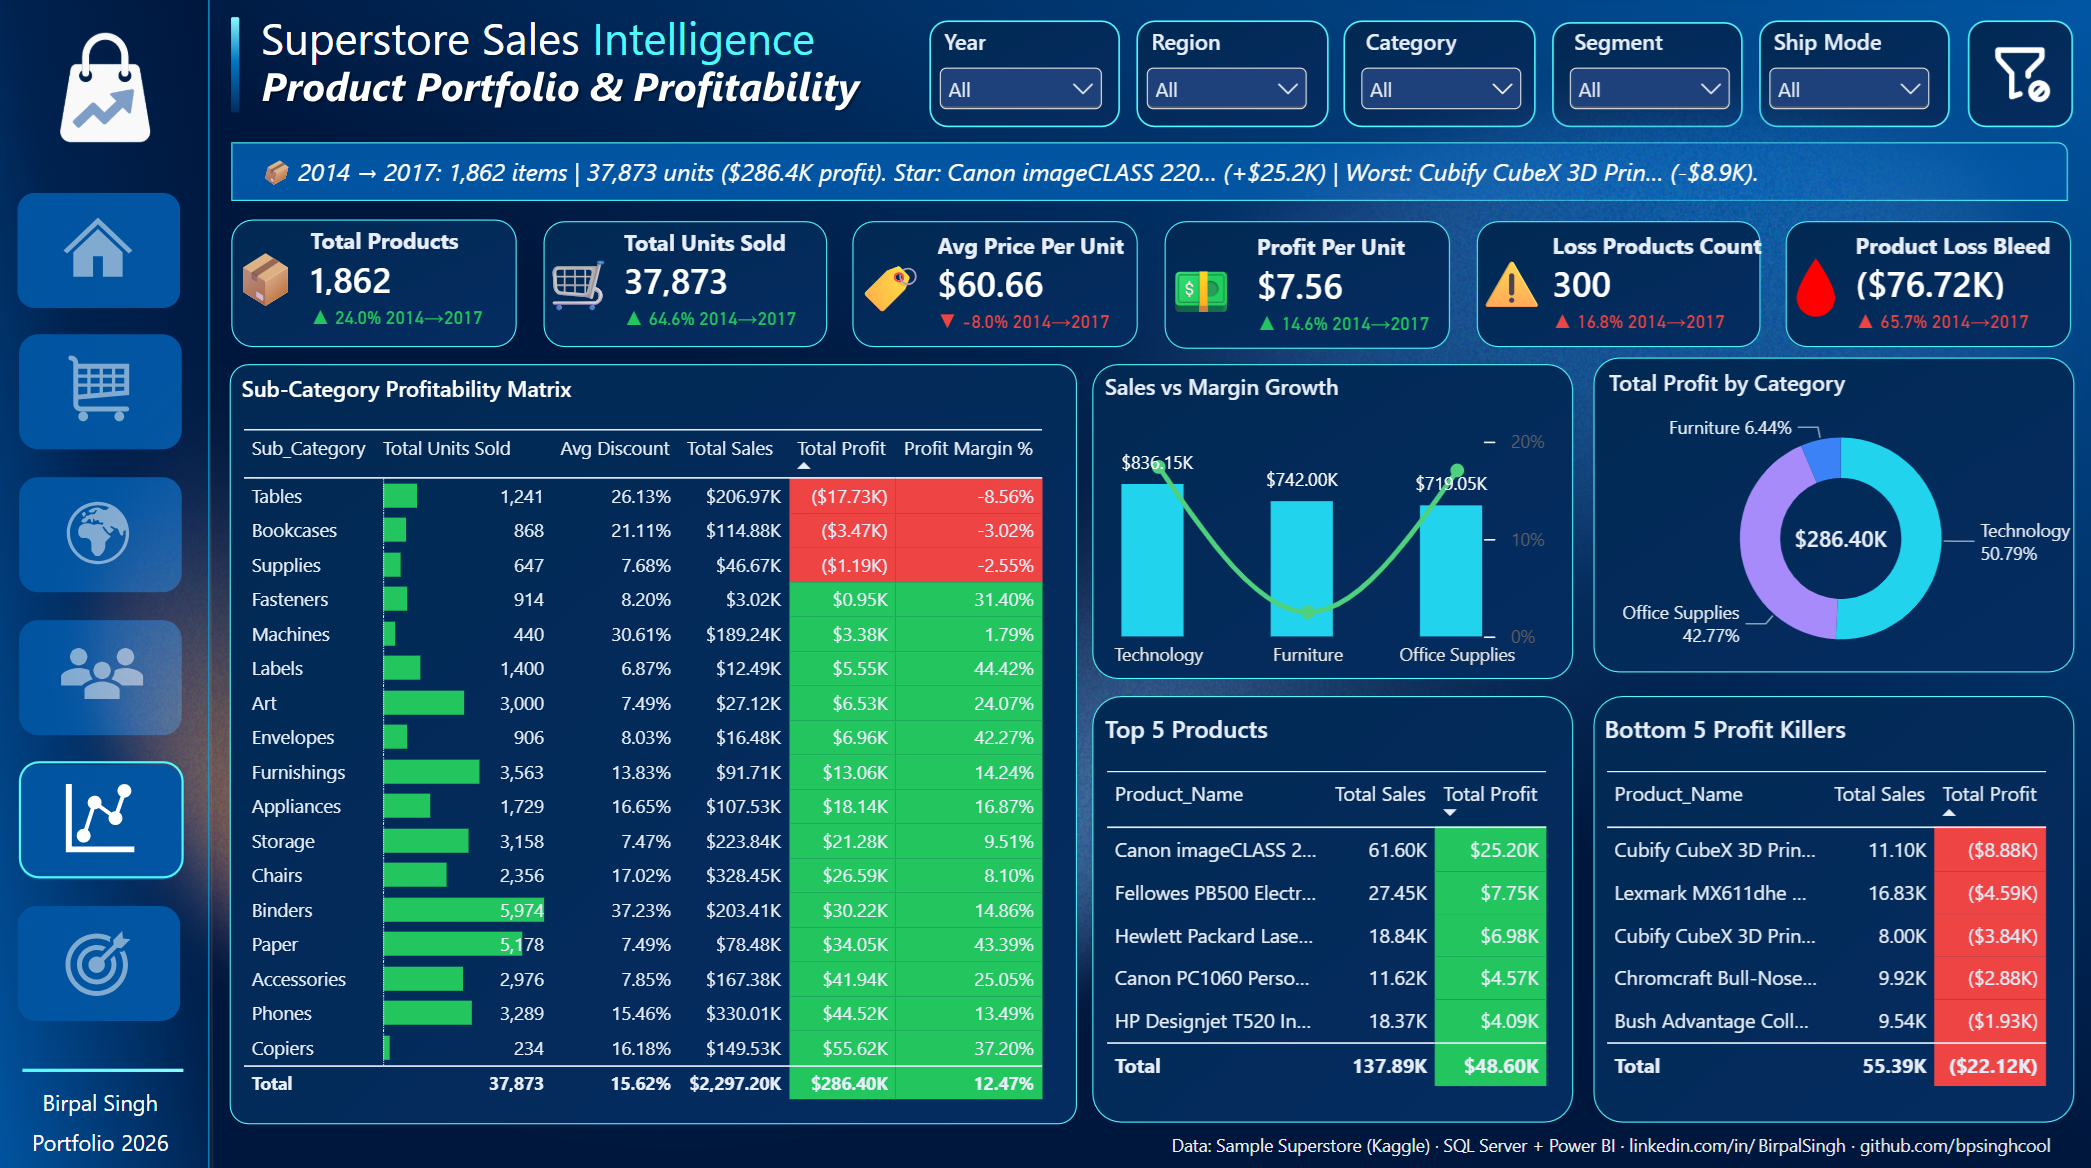 Superstore Sales Intelligence
Product Portfolio & Profitability
Year
All
Region
All
Category
All
Segment
All
Ship Mode
All
2014 → 2017: 1,862 items | 37,873 units ($286.4K profit). Star: Canon imageCLASS 220... (+$25.2K) | Worst: Cubify CubeX 3D Prin... (-$8.9K).
Total Products
1,862
▲ 24.0% 2014→2017
Total Units Sold
37,873
▲ 64.6% 2014→2017
Avg Price Per Unit
$60.66
▼ -8.0% 2014→2017
Profit Per Unit
$7.56
▲ 14.6% 2014→2017
Loss Products Count
300
▲ 16.8% 2014→2017
Product Loss Bleed
($76.72K)
▲ 65.7% 2014→2017
Sub-Category Profitability Matrix
Sub_Category Total Units Sold Avg Discount Total Sales Total Profit Profit Margin %
Tables 1,241 26.13% $206.97K ($17.73K) -8.56%
Bookcases 868 21.11% $114.88K ($3.47K) -3.02%
Supplies 647 7.68% $46.67K ($1.19K) -2.55%
Fasteners 914 8.20% $3.02K $0.95K 31.40%
Machines 440 30.61% $189.24K $3.38K 1.79%
Labels 1,400 6.87% $12.49K $5.55K 44.42%
Art 3,000 7.49% $27.12K $6.53K 24.07%
Envelopes 906 8.03% $16.48K $6.96K 42.27%
Furnishings 3,563 13.83% $91.71K $13.06K 14.24%
Appliances 1,729 16.65% $107.53K $18.14K 16.87%
Storage 3,158 7.47% $223.84K $21.28K 9.51%
Chairs 2,356 17.02% $328.45K $26.59K 8.10%
Binders 5,974 37.23% $203.41K $30.22K 14.86%
Paper 5,178 7.49% $78.48K $34.05K 43.39%
Accessories 2,976 7.85% $167.38K $41.94K 25.05%
Phones 3,289 15.46% $330.01K $44.52K 13.49%
Copiers 234 16.18% $149.53K $55.62K 37.20%
Total 37,873 15.62% $2,297.20K $286.40K 12.47%
Sales vs Margin Growth
20%
$836.15K
$742.00K
$719.05K
10%
0%
Technology Furniture Office Supplies
Total Profit by Category
Furniture 6.44%
$286.40K
Technology
50.79%
Office Supplies
42.77%
Top 5 Products
Product_Name Total Sales Total Profit
Canon imageCLASS 2... 61.60K $25.20K
Fellowes PB500 Electr... 27.45K $7.75K
Hewlett Packard Lase... 18.84K $6.98K
Canon PC1060 Perso... 11.62K $4.57K
HP Designjet T520 In... 18.37K $4.09K
Total 137.89K $48.60K
Bottom 5 Profit Killers
Product_Name Total Sales Total Profit
Cubify CubeX 3D Prin... 11.10K ($8.88K)
Lexmark MX611dhe ... 16.83K ($4.59K)
Cubify CubeX 3D Prin... 8.00K ($3.84K)
Chromcraft Bull-Nose... 9.92K ($2.88K)
Bush Advantage Coll... 9.54K ($1.93K)
Total 55.39K ($22.12K)
Birpal Singh
Portfolio 2026
Data: Sample Superstore (Kaggle) · SQL Server + Power BI · linkedin.com/in/ BirpalSingh · github.com/bpsinghcool